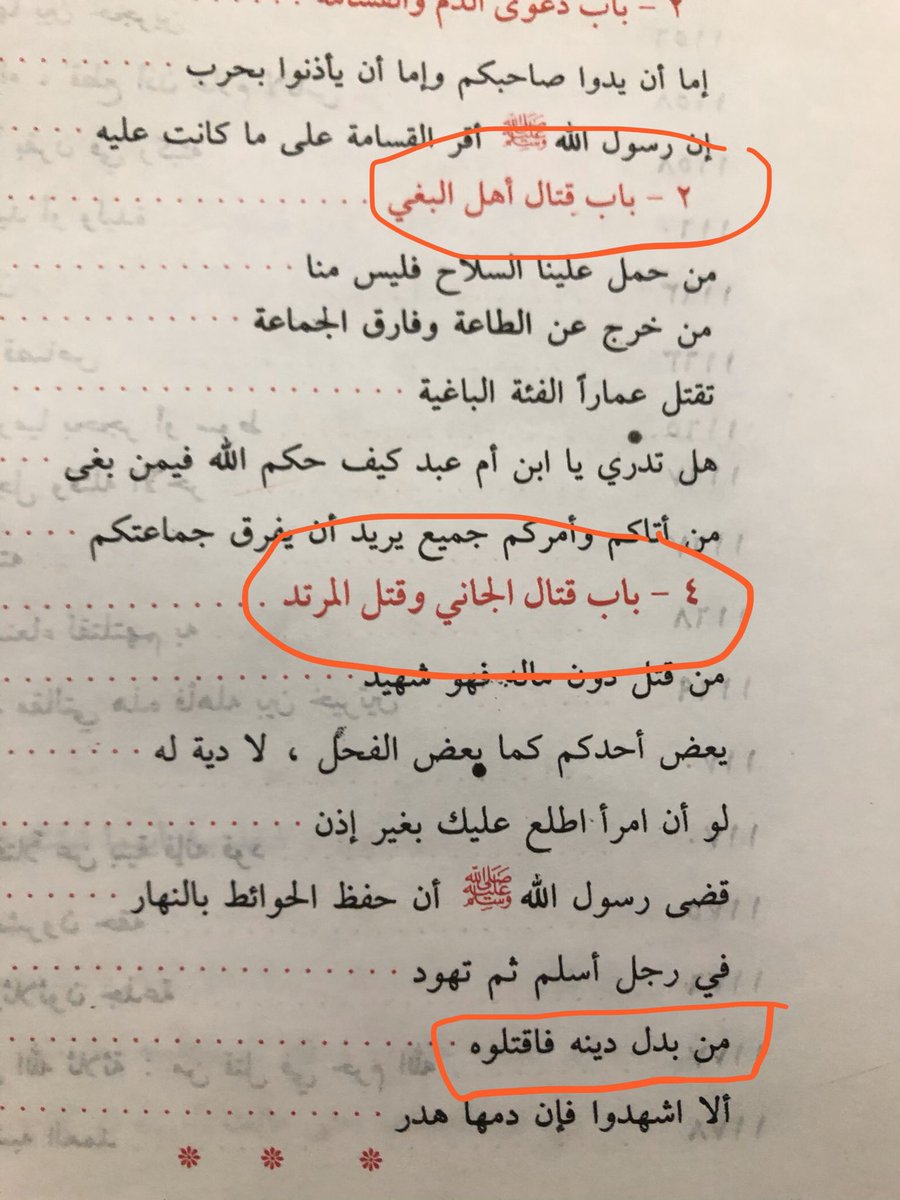 ٢ - باب دعوى الدم والقسامة
إما أن يدوا صاحبكم وإما أن يأذنوا بحرب
إن رسول الله ﷺ أقر القسامة على ما كانت عليه
٢ - باب قتال أهل البغي
من حمل علينا السلاح فليس منا
من خرج عن الطاعة وفارق الجماعة
تقتل عماراً الفئة الباغية
هل تدري يا ابن أم عبد كيف حكم الله فيمن بغى
من أتاكم وأمركم جميع يريد أن يفرق جماعتكم
٤ - باب قتال الجاني وقتل المرتد
من قتل دون ماله فهو شهيد
يعض أحدكم كما يعض الفحل ، لا دية له
لو أن امرأ اطلع عليك بغير إذن
قضى رسول الله ﷺ أن حفظ الحوائط بالنهار
في رجل أسلم ثم تهود
من بدل دينه فاقتلوه
ألا اشهدوا فإن دمها هدر